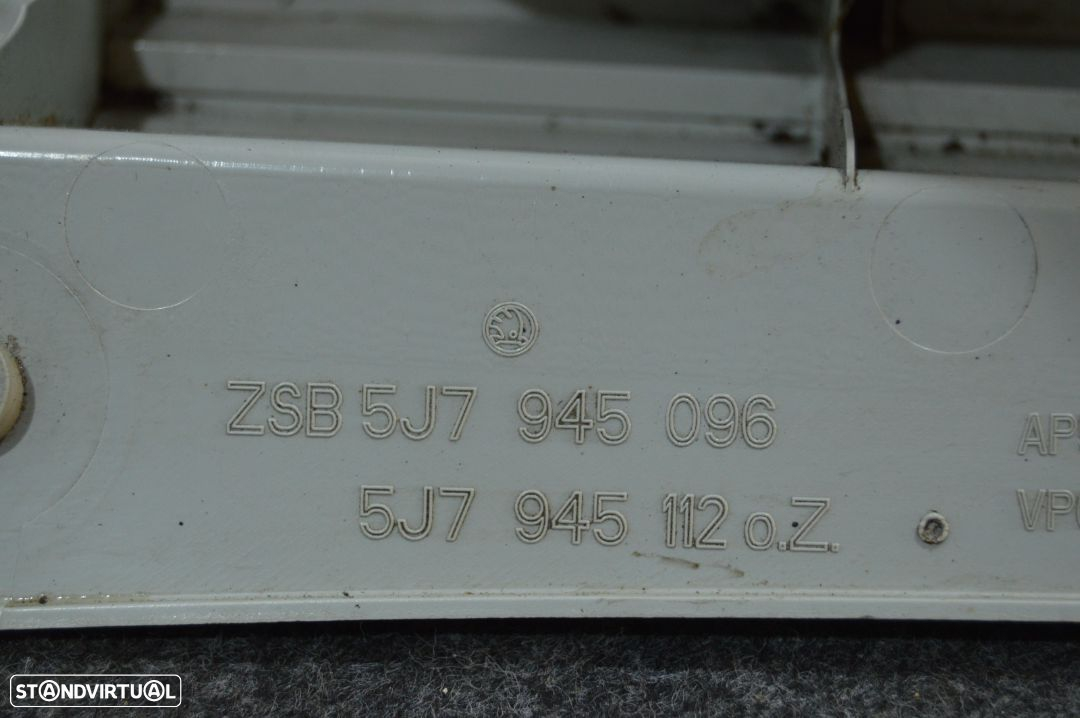 ZSB 5J7 945 096
5J7 945 112 o.Z.
STANDVIRTUAL